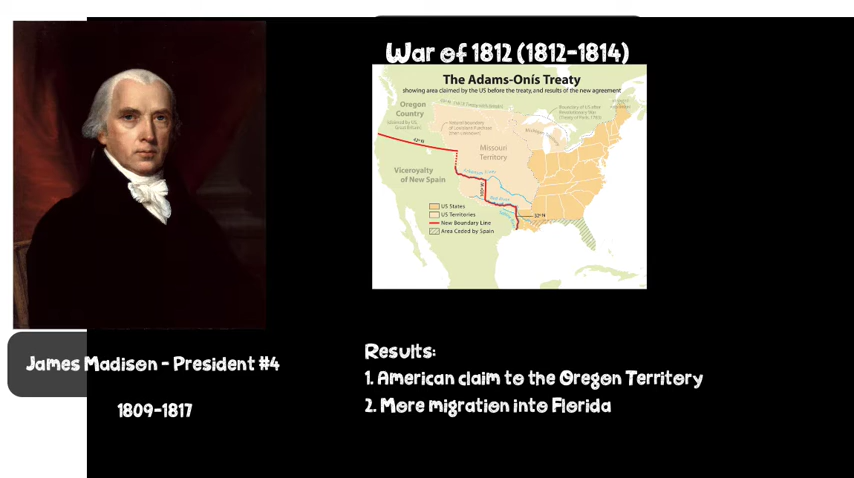 War of 1812 (1812-1814)
The Adams-Onís Treaty
showing area claimed by the US before the treaty, and results of the new agreement
Oregon
Country
42° N
Missouri
Territory
Viceroyalty
of New Spain
US States
US Territories
New Boundary Line
Area Ceded by Spain
James Madison - President #4
1809-1817
Results:
1. American claim to the Oregon Territory
2. More migration into Florida